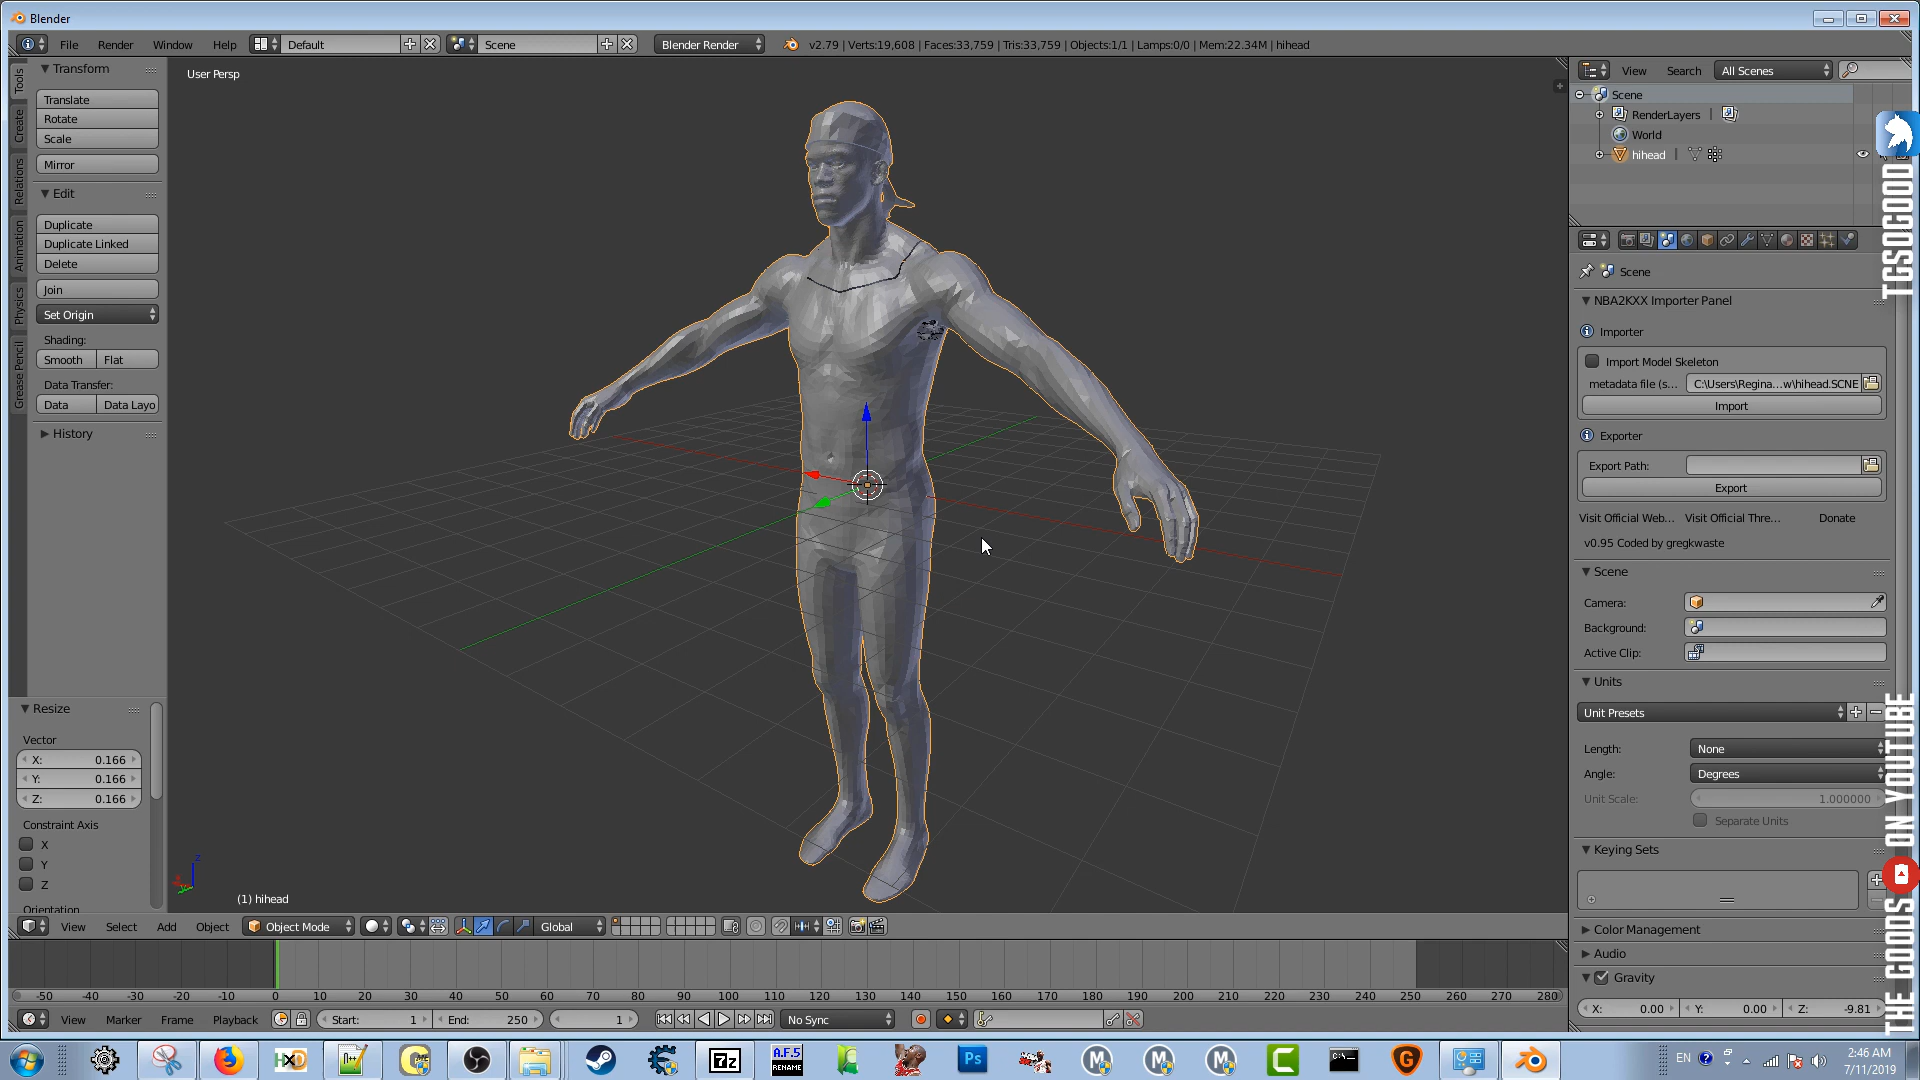 Blender
File Render Window Help Default Scene Blender Render v2.79 | Verts:19,608 | Faces:33,759 | Tris:33,759 | Objects:1/1 | Lamps:0/0 | Mem:22.34M | hihead
Tools
Create
Relations
Animation
Physics
Grease Pencil
Transform
Translate
Rotate
Scale
Mirror
Edit
Duplicate
Duplicate Linked
Delete
Join
Set Origin
Shading:
Smooth Flat
Data Transfer:
Data Data Layo
History
Resize
Vector
X: 0.166
Y: 0.166
Z: 0.166
Constraint Axis
X
Y
Z
Orientation
User Persp
(1) hihead
View Search All Scenes
Scene
RenderLayers
World
hihead
Scene
NBA2KXX Importer Panel
Importer
Import Model Skeleton
metadata file (s... C:\Users\Regina...w\hihead.SCNE
Import
Exporter
Export Path:
Export
Visit Official Web... Visit Official Thre... Donate
v0.95 Coded by gregkwaste
Scene
Camera:
Background:
Active Clip:
Units
Unit Presets
Length: None
Angle: Degrees
Unit Scale: 1.000000
Separate Units
Keying Sets
Color Management
Audio
Gravity
X: 0.00 Y: 0.00 Z: -9.81
TGSOGOOD
THE GOODS ON YOUTUBE
View Select Add Object Object Mode Global
-50 -40 -30 -20 -10 0 10 20 30 40 50 60 70 80 90 100 110 120 130 140 150 160 170 180 190 200 210 220 230 240 250 260 270 280
View Marker Frame Playback Start: 1 End: 250 1 No Sync
HXD 7z A.F.5 RENAME Ps M M M C G EN 2:46 AM
7/11/2019